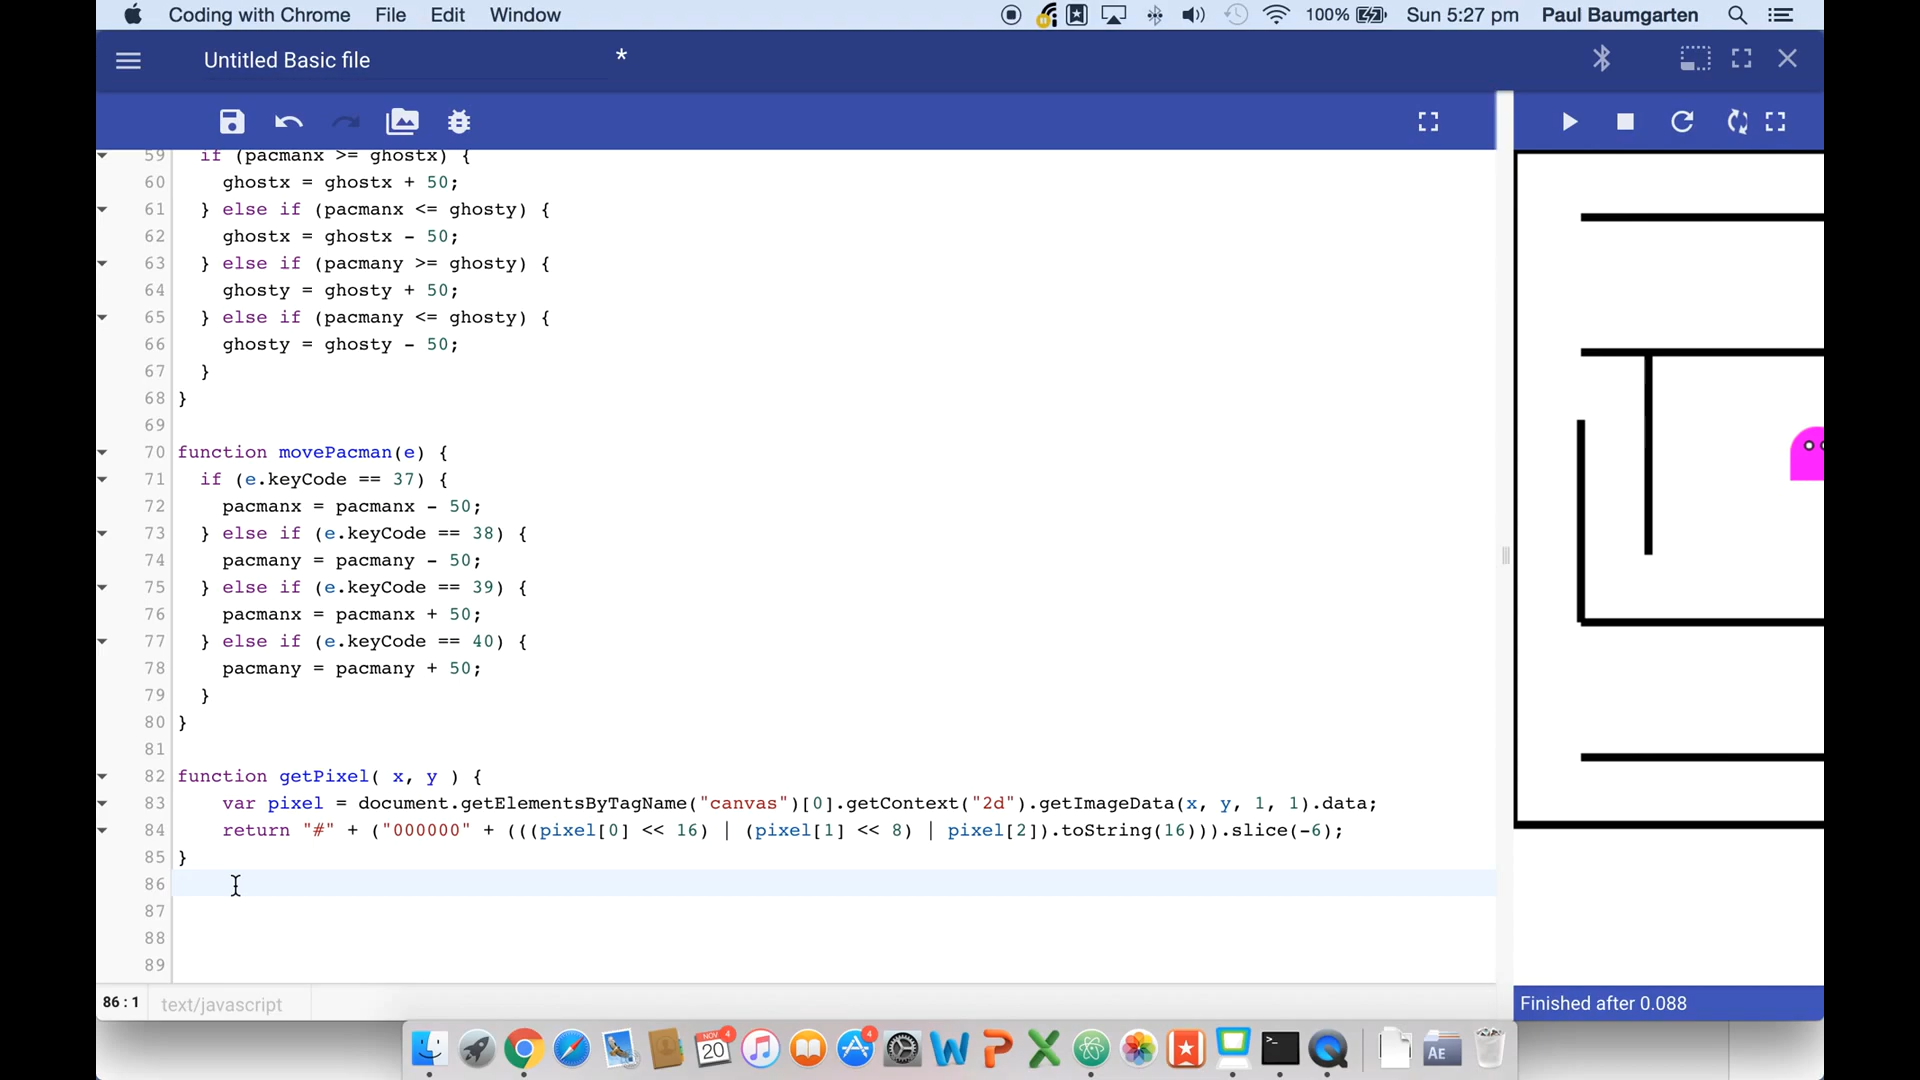 Coding with Chrome File Edit Window 100% Sun 5:27 pm Paul Baumgarten
Untitled Basic file *
59 if (pacmanx >= ghostx) {
60 ghostx = ghostx + 50;
61 } else if (pacmanx <= ghosty) {
62 ghostx = ghostx - 50;
63 } else if (pacmany >= ghosty) {
64 ghosty = ghosty + 50;
65 } else if (pacmany <= ghosty) {
66 ghosty = ghosty - 50;
67 }
68 }
69
70 function movePacman(e) {
71 if (e.keyCode == 37) {
72 pacmanx = pacmanx - 50;
73 } else if (e.keyCode == 38) {
74 pacmany = pacmany - 50;
75 } else if (e.keyCode == 39) {
76 pacmanx = pacmanx + 50;
77 } else if (e.keyCode == 40) {
78 pacmany = pacmany + 50;
79 }
80 }
81
82 function getPixel( x, y ) {
83 var pixel = document.getElementsByTagName("canvas")[0].getContext("2d").getImageData(x, y, 1, 1).data;
84 return "#" + ("000000" + (((pixel[0] << 16) | (pixel[1] << 8) | pixel[2]).toString(16))).slice(-6);
85 }
86
87
88
89
86:1 text/javascript
Finished after 0.088
NOV 20 4
4
AE